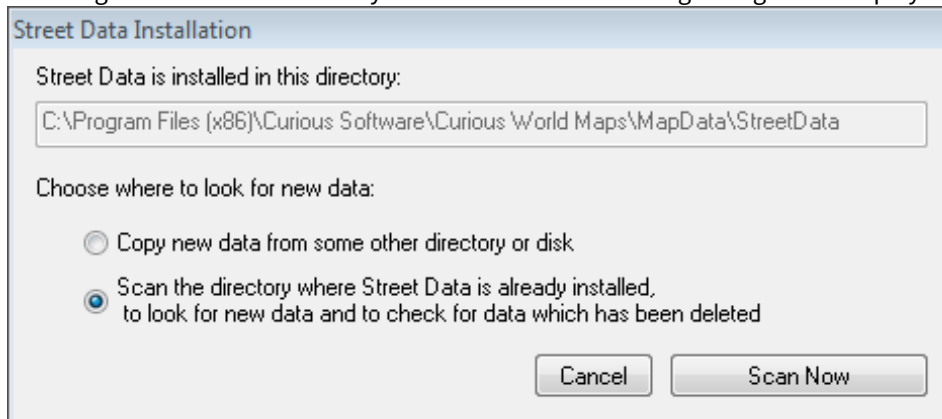 Street Data Installation
Street Data is installed in this directory:
C:\Program Files (x86)\Curious Software\Curious World Maps\MapData\StreetData
Choose where to look for new data:
Copy new data from some other directory or disk
Scan the directory where Street Data is already installed,
to look for new data and to check for data which has been deleted
Cancel
Scan Now